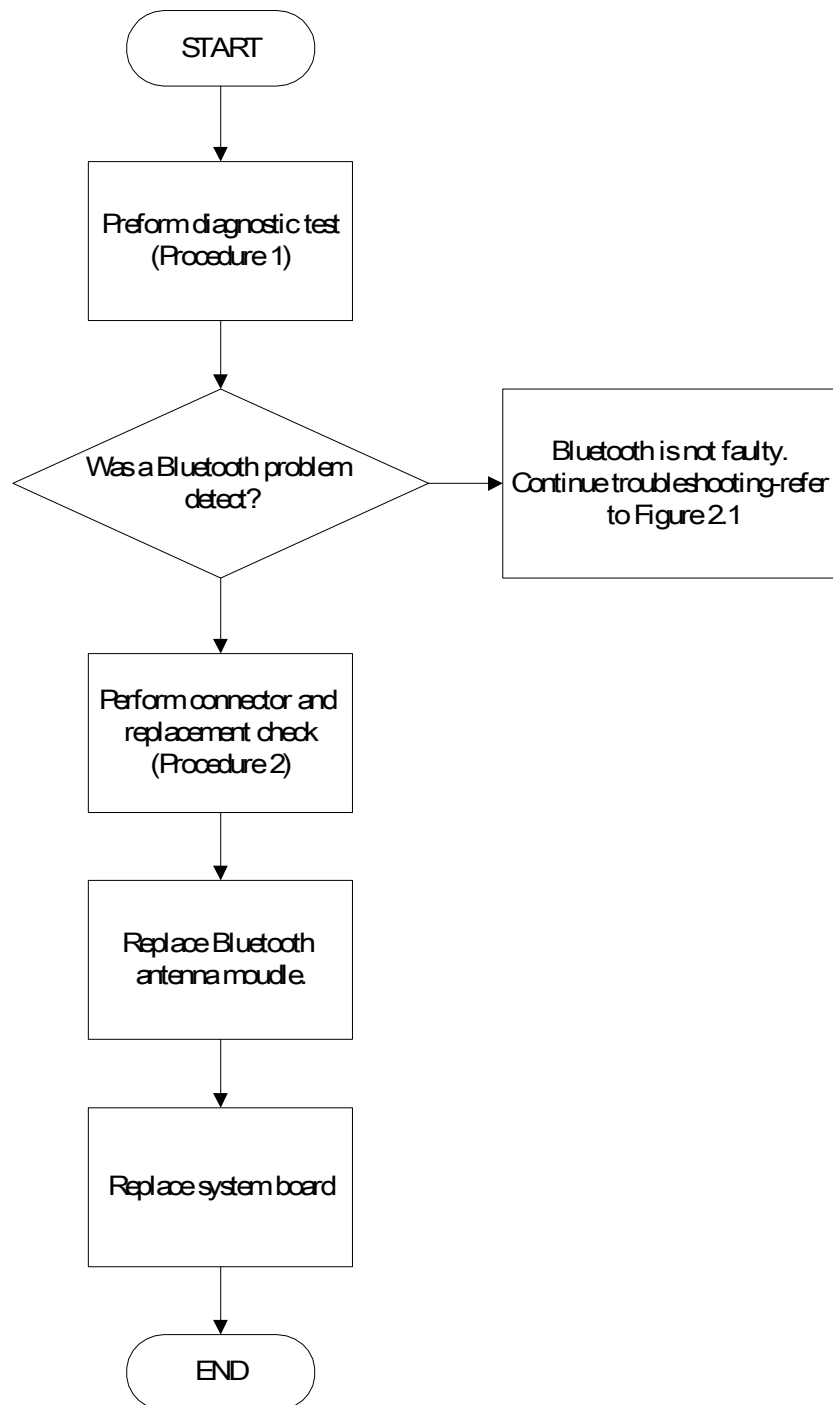 START
Preform diagnostic test
(Procedure 1)
Was a Bluetooth problem
detect?
Bluetooth is not faulty.
Continue troubleshooting-refer
to Figure 2.1
Perform connector and
replacement check
(Procedure 2)
Replace Bluetooth
antenna moudle.
Replace system board
END